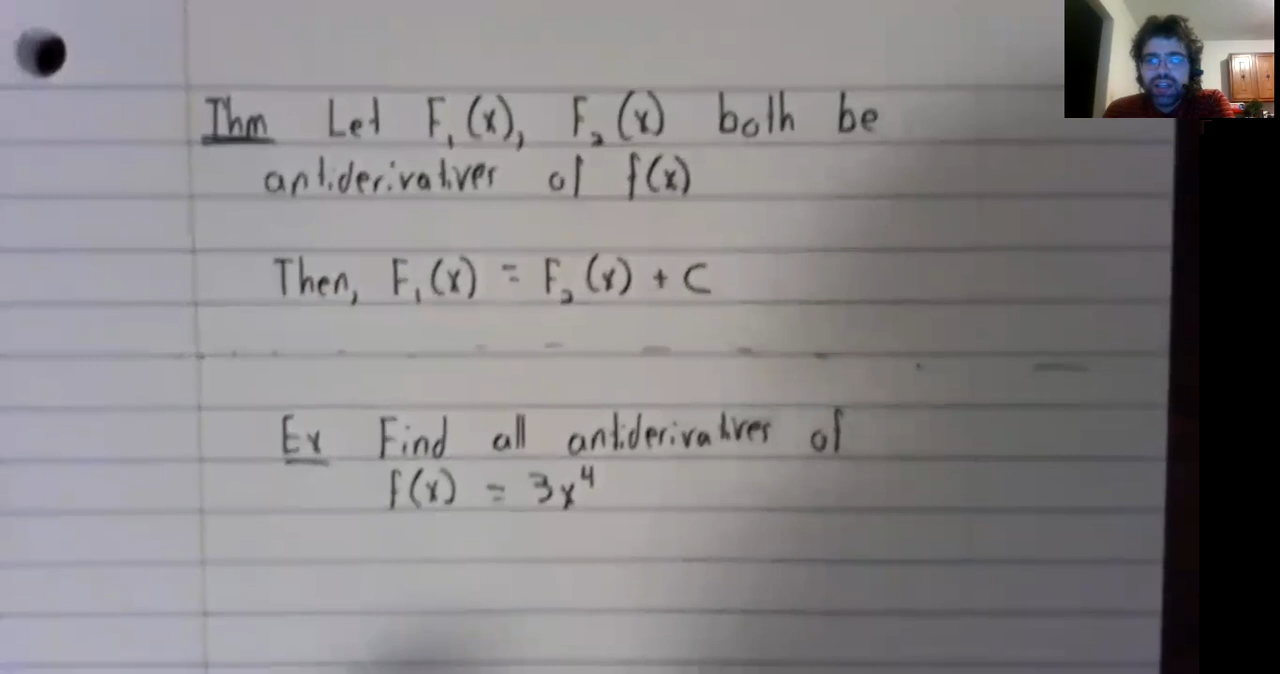 Thm Let F₁(x), F₂(x) both be
antiderivatives of f(x)
Then, F₁(x) = F₂(x) + C
Ex Find all antiderivatives of
f(x) = 3x⁴